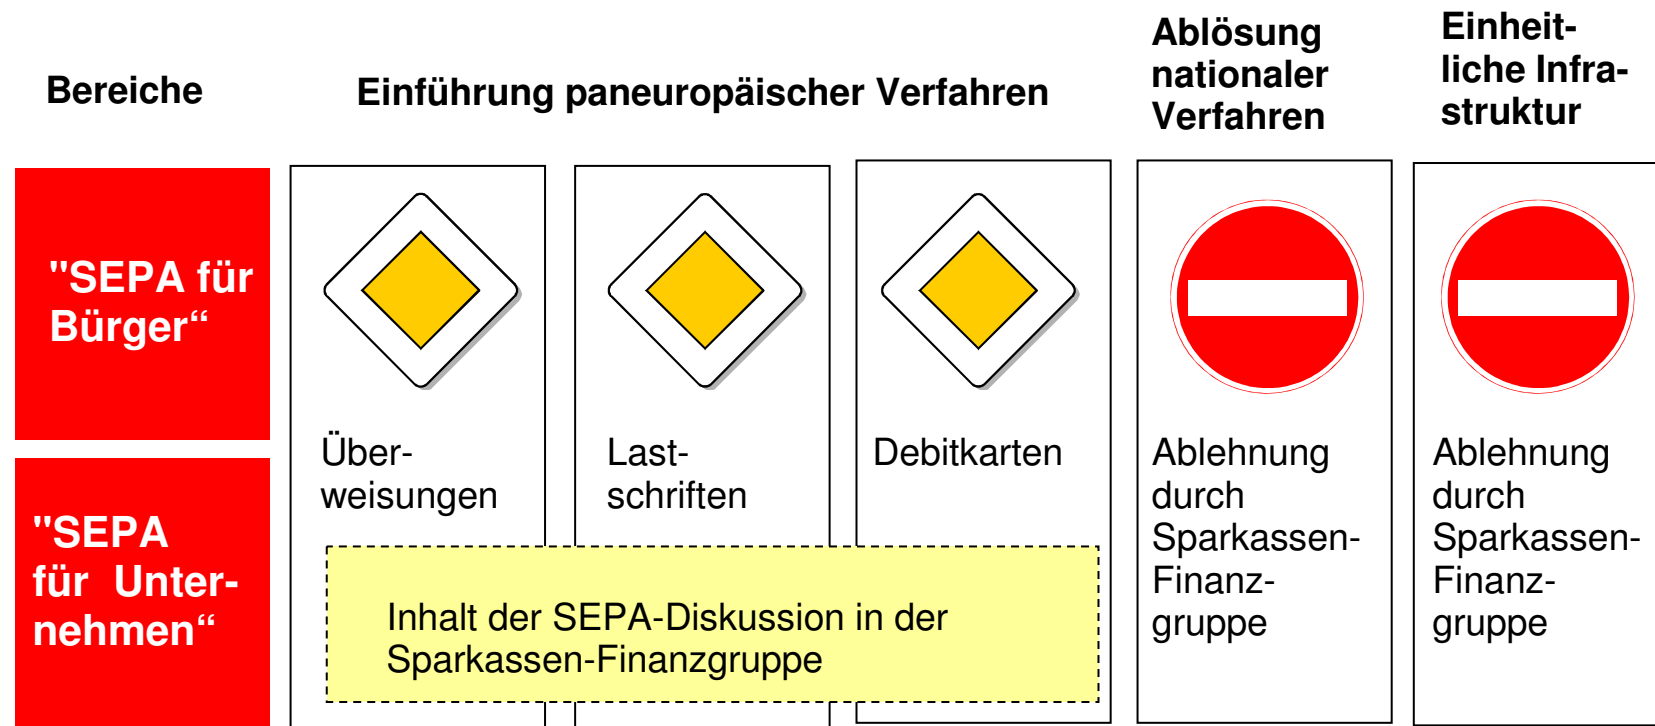 Bereiche
Einführung paneuropäischer Verfahren
Ablösung
nationaler
Verfahren
Einheit-
liche Infra-
struktur
"SEPA für
Bürger“
"SEPA
für  Unter-
nehmen“
Über-
weisungen
Last-
schriften
Debitkarten
Ablehnung
durch
Sparkassen-
Finanz-
gruppe
Ablehnung
durch
Sparkassen-
Finanz-
gruppe
Inhalt der SEPA-Diskussion in der
Sparkassen-Finanzgruppe